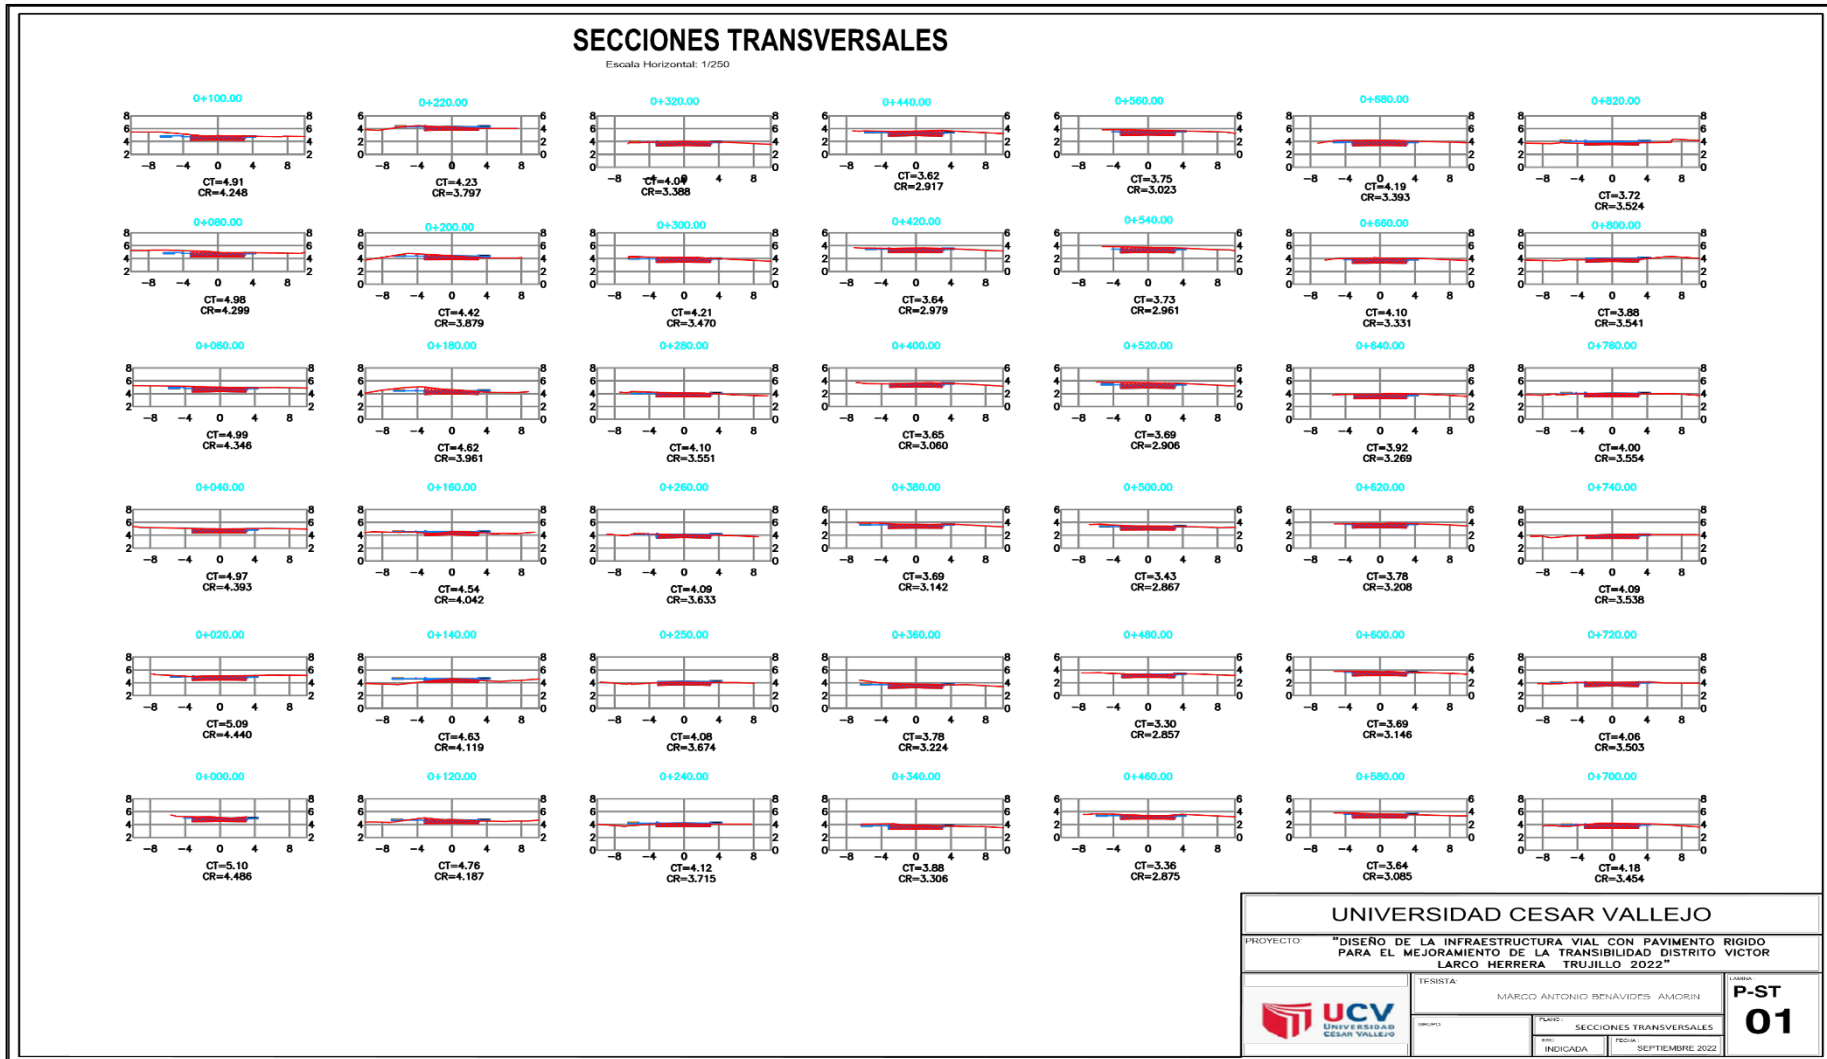 SECCIONES TRANSVERSALES
Escala Horizontal: 1/250
0+100.00
CT=4.91
CR=4.248
0+220.00
CT=4.23
CR=3.797
0+320.00
CT=4.04
CR=3.388
0+440.00
CT=3.62
CR=2.917
0+560.00
CT=3.75
CR=3.023
0+680.00
CT=4.19
CR=3.393
0+820.00
CT=3.72
CR=3.524
0+080.00
CT=4.98
CR=4.299
0+200.00
CT=4.42
CR=3.879
0+300.00
CT=4.21
CR=3.470
0+420.00
CT=3.64
CR=2.979
0+540.00
CT=3.73
CR=2.961
0+660.00
CT=4.10
CR=3.331
0+800.00
CT=3.88
CR=3.541
0+060.00
CT=4.99
CR=4.346
0+180.00
CT=4.62
CR=3.961
0+280.00
CT=4.10
CR=3.551
0+400.00
CT=3.65
CR=3.060
0+520.00
CT=3.69
CR=2.906
0+640.00
CT=3.92
CR=3.269
0+760.00
CT=4.00
CR=3.554
0+040.00
CT=4.97
CR=4.393
0+160.00
CT=4.54
CR=4.042
0+260.00
CT=4.09
CR=3.633
0+380.00
CT=3.69
CR=3.142
0+500.00
CT=3.43
CR=2.867
0+620.00
CT=3.78
CR=3.208
0+740.00
CT=4.09
CR=3.538
0+020.00
CT=5.09
CR=4.440
0+140.00
CT=4.63
CR=4.119
0+250.00
CT=4.08
CR=3.674
0+360.00
CT=3.78
CR=3.224
0+480.00
CT=3.30
CR=2.857
0+600.00
CT=3.69
CR=3.146
0+720.00
CT=4.06
CR=3.503
0+000.00
CT=5.10
CR=4.486
0+120.00
CT=4.76
CR=4.187
0+240.00
CT=4.12
CR=3.715
0+340.00
CT=3.88
CR=3.306
0+460.00
CT=3.36
CR=2.875
0+580.00
CT=3.64
CR=3.085
0+700.00
CT=4.18
CR=3.454
UNIVERSIDAD CESAR VALLEJO
PROYECTO: "DISEÑO DE LA INFRAESTRUCTURA VIAL CON PAVIMENTO RIGIDO
PARA EL MEJORAMIENTO DE LA TRANSIBILIDAD DISTRITO VICTOR
LARCO HERRERA TRUJILLO 2022"
UCV
UNIVERSIDAD
CÉSAR VALLEJO
TESISTA:
MARCO ANTONIO BENAVIDES AMORIN
GRUPO:
PLANO:
SECCIONES TRANSVERSALES
INDICADA
FECHA:
SEPTIEMBRE 2022
LAMINA:
P-ST
01